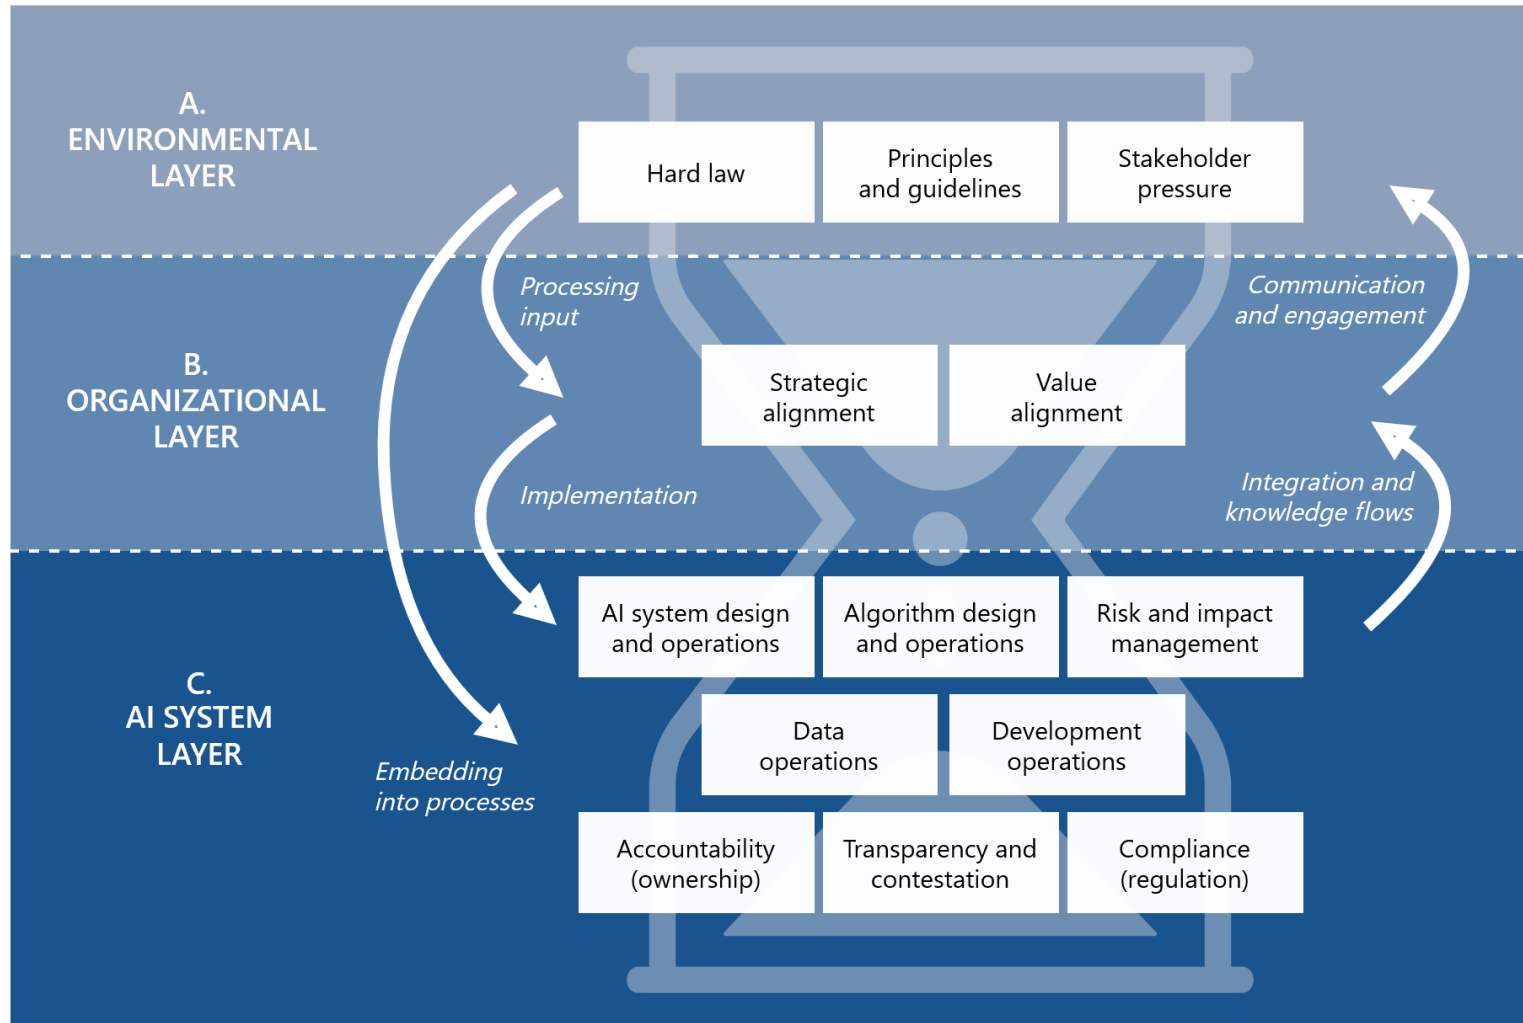 A.
ENVIRONMENTAL
LAYER
Hard law
Principles
and guidelines
Stakeholder
pressure
Processing
input
Communication
and engagement
B.
ORGANIZATIONAL
LAYER
Strategic
alignment
Value
alignment
Implementation
Integration and
knowledge flows
C.
AI SYSTEM
LAYER
AI system design
and operations
Algorithm design
and operations
Risk and impact
management
Data
operations
Development
operations
Embedding
into processes
Accountability
(ownership)
Transparency and
contestation
Compliance
(regulation)